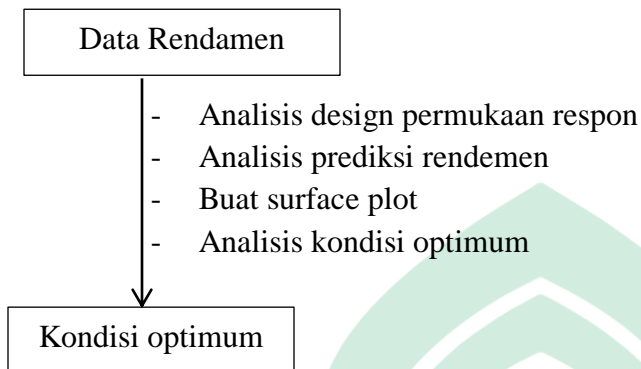 Data Rendamen
- Analisis design permukaan respon
- Analisis prediksi rendemen
- Buat surface plot
- Analisis kondisi optimum
Kondisi optimum